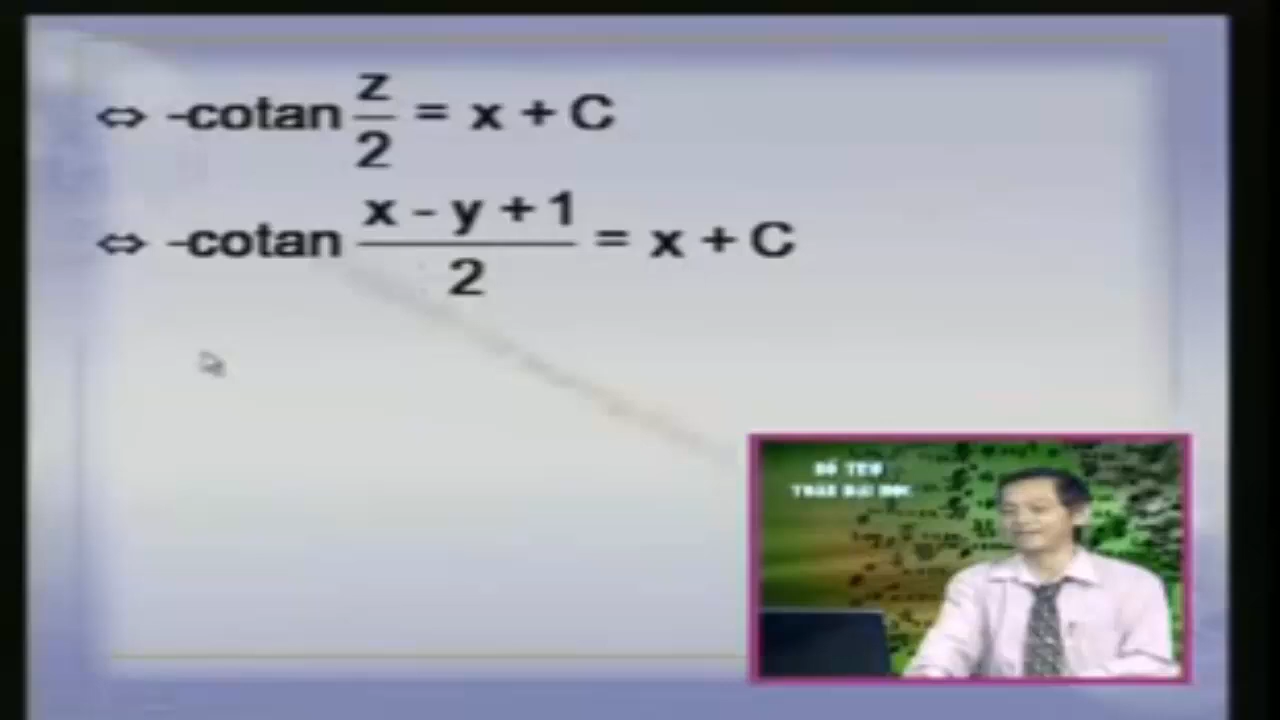 ⇔ -cotan z/2 = x + C
⇔ -cotan (x - y + 1)/2 = x + C